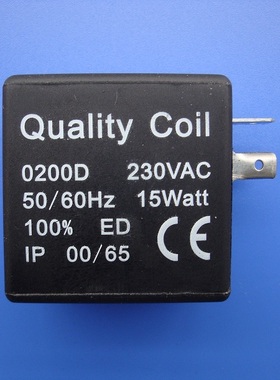 Quality Coil
0200D 230VAC
50/60Hz 15Watt
100% ED
IP 00/65
CE